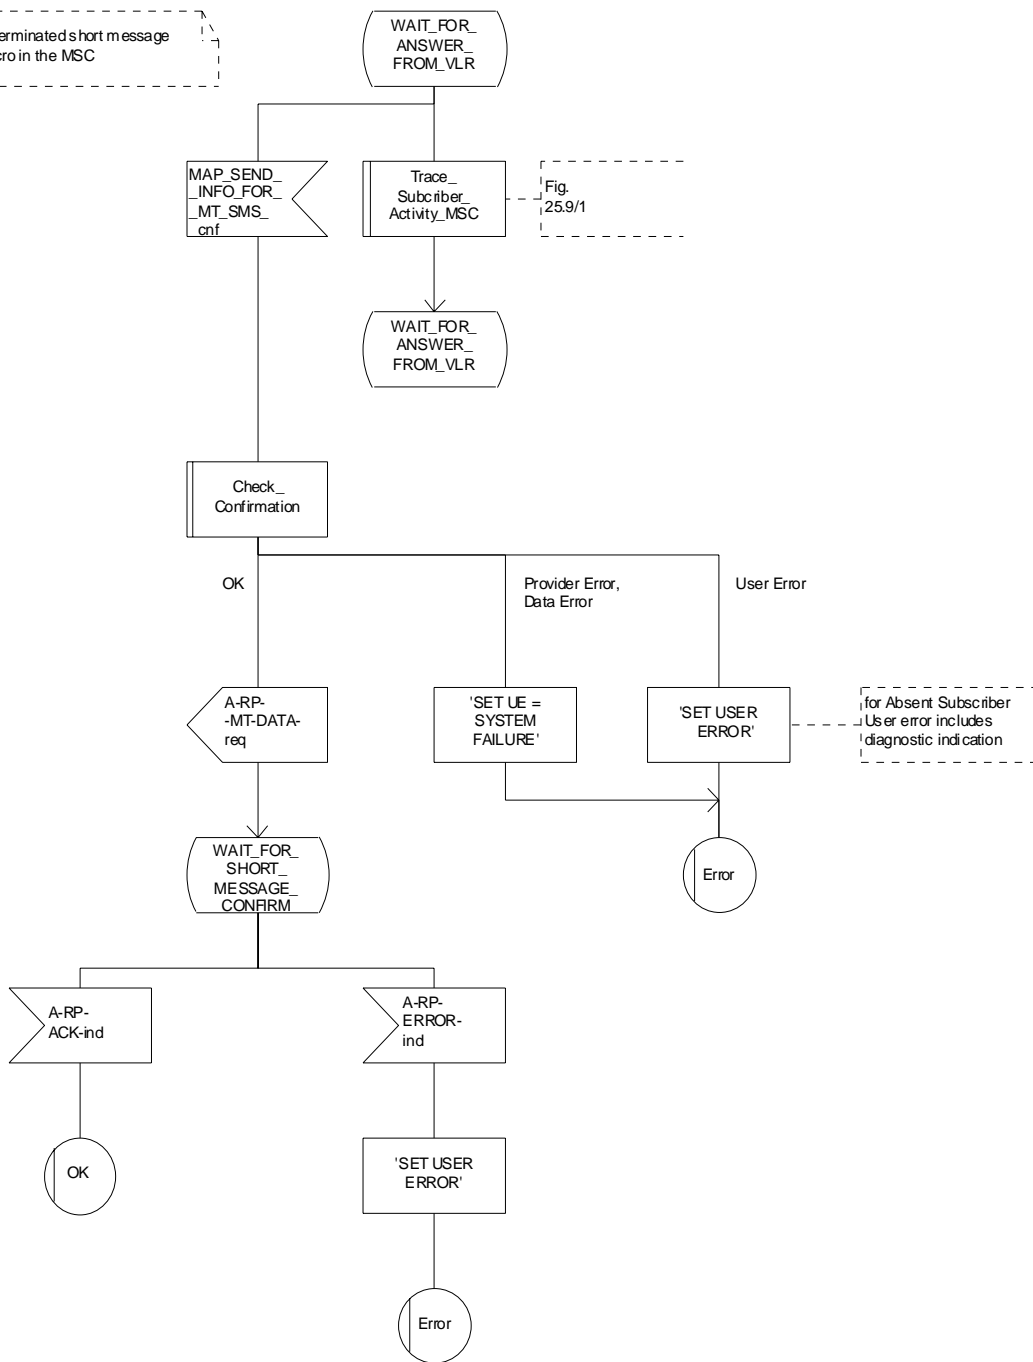 erminated short message
cro in the MSC
WAIT_FOR_
ANSWER_
FROM_VLR
MAP_SEND_
_INFO_FOR_
_MT_SMS_
cnf
Trace_
Subcriber_
Activity_MSC
Fig.
25.9/1
WAIT_FOR_
ANSWER_
FROM_VLR
Check_
Confirmation
OK
Provider Error,
Data Error
User Error
A-RP-
-MT-DATA-
req
'SET UE =
SYSTEM
FAILURE'
'SET USER
ERROR'
for Absent Subscriber
User error includes
diagnostic indication
WAIT_FOR_
SHORT_
MESSAGE_
CONFIRM
Error
A-RP-
ACK-ind
A-RP-
ERROR-
ind
OK
'SET USER
ERROR'
Error